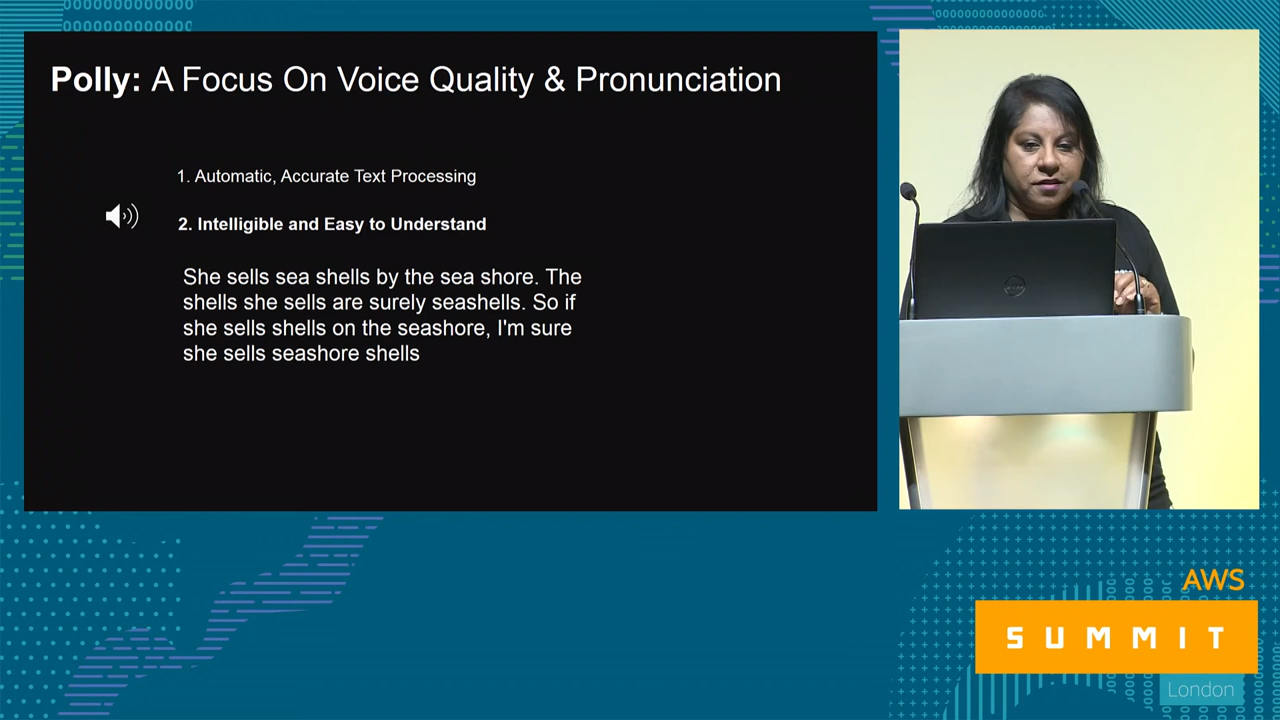 Polly: A Focus On Voice Quality & Pronunciation
1. Automatic, Accurate Text Processing
2. Intelligible and Easy to Understand
She sells sea shells by the sea shore. The
shells she sells are surely seashells. So if
she sells shells on the seashore, I'm sure
she sells seashore shells
AWS
SUMMIT
London